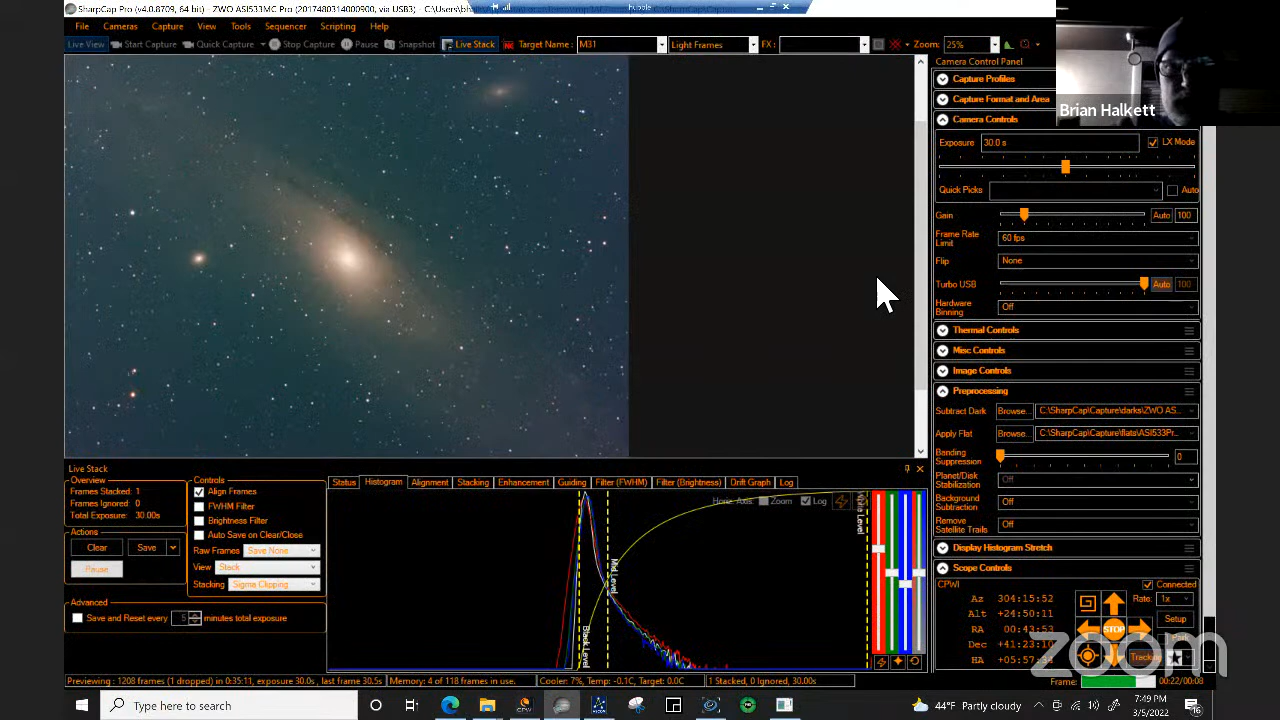 SharpCap Pro (v4.0.8709, 64 bit) - ZWO ASI533MC Pro (2017480314000900, via USB3)
hubble
File Cameras Capture View Tools Sequencer Scripting Help
Live View Start Capture Quick Capture Stop Capture Pause Snapshot Live Stack Target Name: M31 Light Frames FX: Zoom: 25%
Brian Halkett
Camera Control Panel
Capture Profiles
Capture Format and Area
Camera Controls
Exposure 30.0 s LX Mode
Quick Picks Auto
Gain Auto 100
Frame Rate Limit 60 fps
Flip None
Turbo USB Auto 100
Hardware Binning Off
Thermal Controls
Misc Controls
Image Controls
Preprocessing
Subtract Dark Browse... C:\SharpCap\Capture\darks\ZWO AS...
Apply Flat Browse... C:\SharpCap\Capture\flats\ASI533Pr...
Banding Suppression 0
Planet/Disk Stabilization Off
Background Subtraction Off
Remove Satellite Trails Off
Display Histogram Stretch
Scope Controls
CPWI Connected
Az 304:15:52
Alt +24:50:11
RA 00:43:53
Dec +41:23:10
Rate: 1x
Setup
STOP
Park
Tracking
zoom
Frame: 00:22/00:08
Live Stack
Overview
Frames Stacked: 1
Frames Ignored: 0
Total Exposure: 30.00s
Actions
Clear Save
Pause
Controls
Align Frames
FWHM Filter
Brightness Filter
Auto Save on Clear/Close
Raw Frames Save None
View Stack
Stacking Sigma Clipping
Advanced
Save and Reset every 5 minutes total exposure
Status Histogram Alignment Stacking Enhancement Guiding Filter (FWHM) Filter (Brightness) Drift Graph Log
Horiz. Axis: Zoom Log
Black Level
Mid Level
White Level
Previewing : 1208 frames (1 dropped) in 0:35:11, exposure 30.0s , last frame 30.5s Memory: 4 of 118 frames in use. Cooler: 7%, Temp: -0.1C, Target: 0.0C 1 Stacked, 0 Ignored, 30.00s
Type here to search
44°F Partly cloudy
7:49 PM
3/5/2022
16